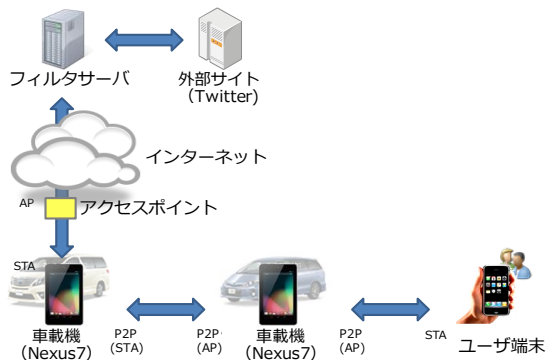 フィルタサーバ
外部サイト
（Twitter)
インターネット
AP
アクセスポイント
STA
車載機
（Nexus7）
P2P
(STA)
P2P
(AP)
車載機
（Nexus7）
P2P
(AP)
STA
ユーザ端末